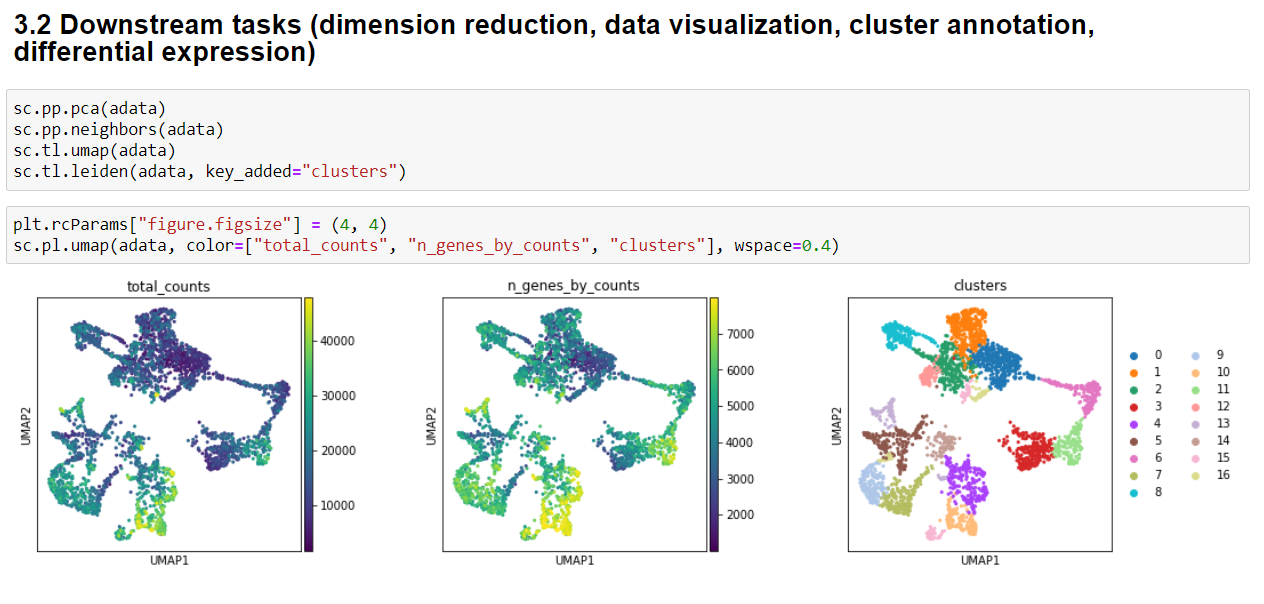 3.2 Downstream tasks (dimension reduction, data visualization, cluster annotation,
differential expression)
sc.pp.pca(adata)
sc.pp.neighbors(adata)
sc.tl.umap(adata)
sc.tl.leiden(adata, key_added="clusters")
plt.rcParams["figure.figsize"] = (4, 4)
sc.pl.umap(adata, color=["total_counts", "n_genes_by_counts", "clusters"], wspace=0.4)
total_counts
40000
30000
20000
10000
UMAP2
UMAP1
n_genes_by_counts
7000
6000
5000
4000
3000
2000
UMAP2
UMAP1
clusters
UMAP2
UMAP1
0 9
1 10
2 11
3 12
4 13
5 14
6 15
7 16
8